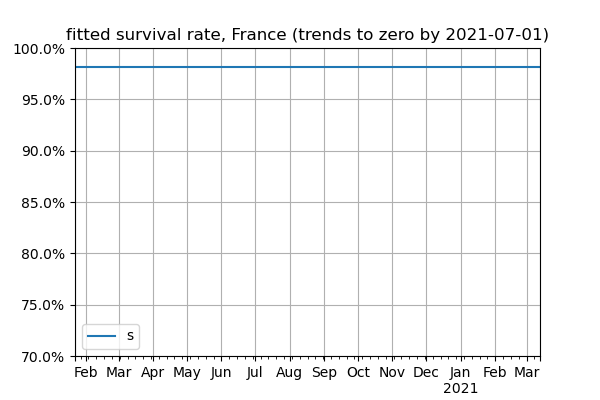 fitted survival rate, France (trends to zero by 2021-07-01)
100.0%
95.0%
90.0%
85.0%
80.0%
75.0%
70.0%
s
Feb Mar Apr May Jun Jul Aug Sep Oct Nov Dec Jan Feb Mar
2021